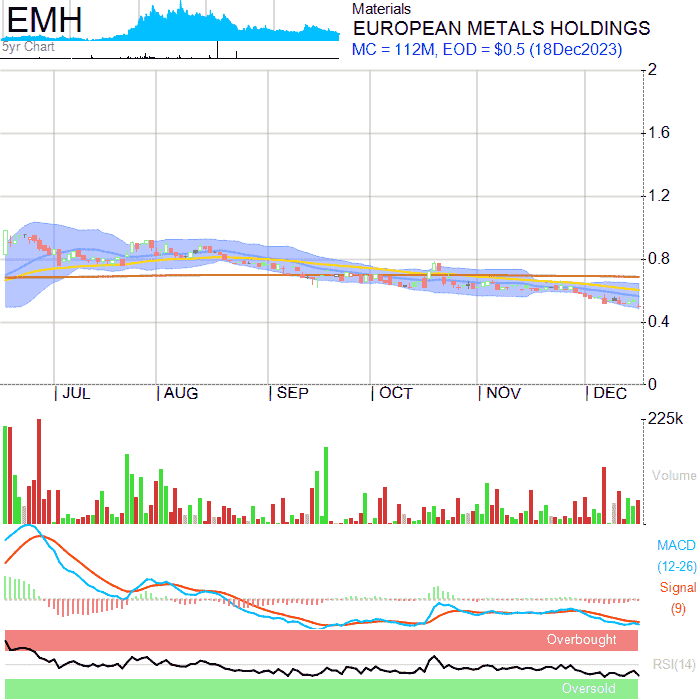 EMH
5yr Chart
Materials
EUROPEAN METALS HOLDINGS
MC = 112M, EOD = $0.5 (18Dec2023)
2
1.6
1.2
0.8
0.4
0
JUL
AUG
SEP
OCT
NOV
DEC
225k
Volume
MACD
(12-26)
Signal
(9)
Overbought
RSI(14)
Oversold